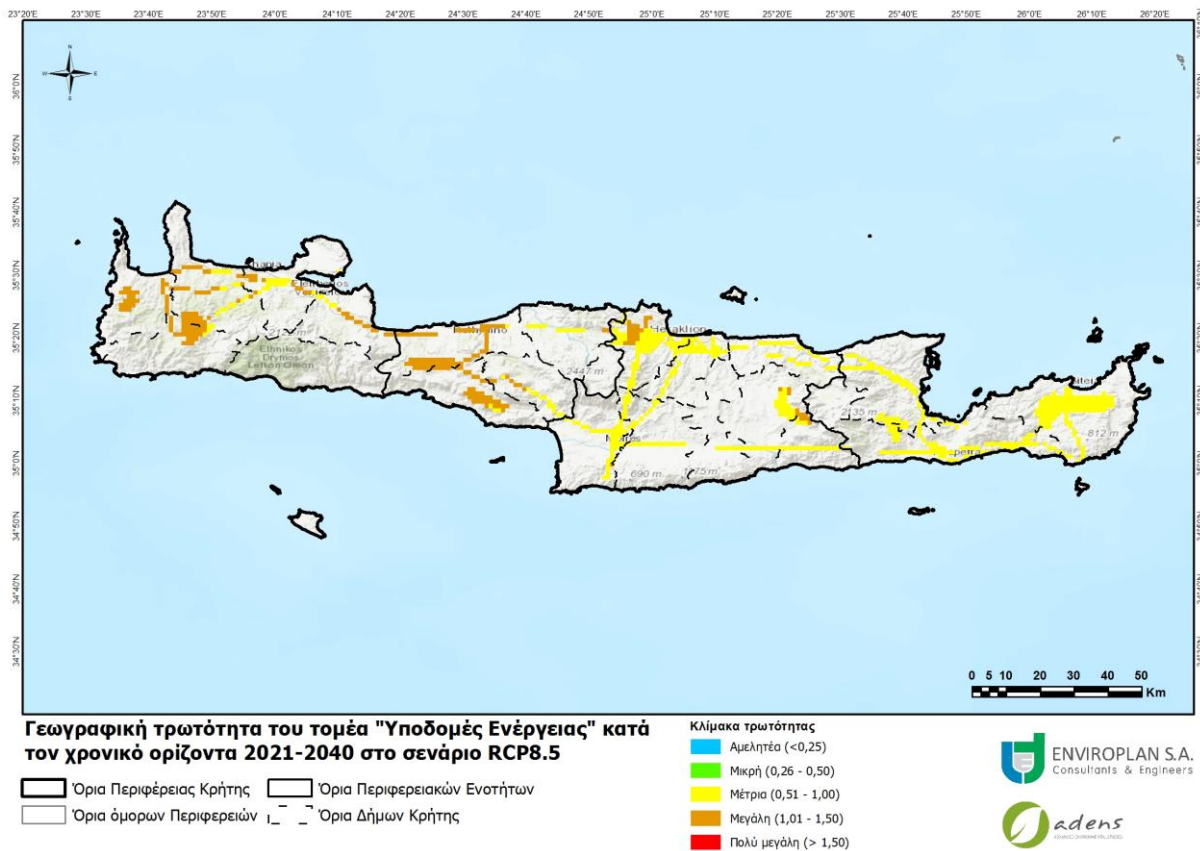 23°20'E 23°30'E 23°40'E 23°50'E 24°0'E 24°10'E 24°20'E 24°30'E 24°40'E 24°50'E 25°0'E 25°10'E 25°20'E 25°30'E 25°40'E 25°50'E 26°0'E 26°10'E 26°20'E
N
W E
S
36°0'N
35°50'N
35°40'N
35°30'N
35°20'N
35°10'N
35°0'N
34°50'N
34°40'N
34°30'N
Heraklion
Ethnikos
Drymos
Lefkon Oreon
2447 m
2135 m
812 m
690 m
0 5 10 20 30 40 50
Km
Γεωγραφική τρωτότητα του τομέα "Υποδομές Ενέργειας" κατά
τον χρονικό ορίζοντα 2021-2040 στο σενάριο RCP8.5
Όρια Περιφέρειας Κρήτης Όρια Περιφερειακών Ενοτήτων
Όρια όμορων Περιφερειών Όρια Δήμων Κρήτης
Κλίμακα τρωτότητας
Αμελητέα (<0,25)
Μικρή (0,26 - 0,50)
Μέτρια (0,51 - 1,00)
Μεγάλη (1,01 - 1,50)
Πολύ μεγάλη (> 1,50)
ENVIROPLAN S.A.
Consultants & Engineers
adens